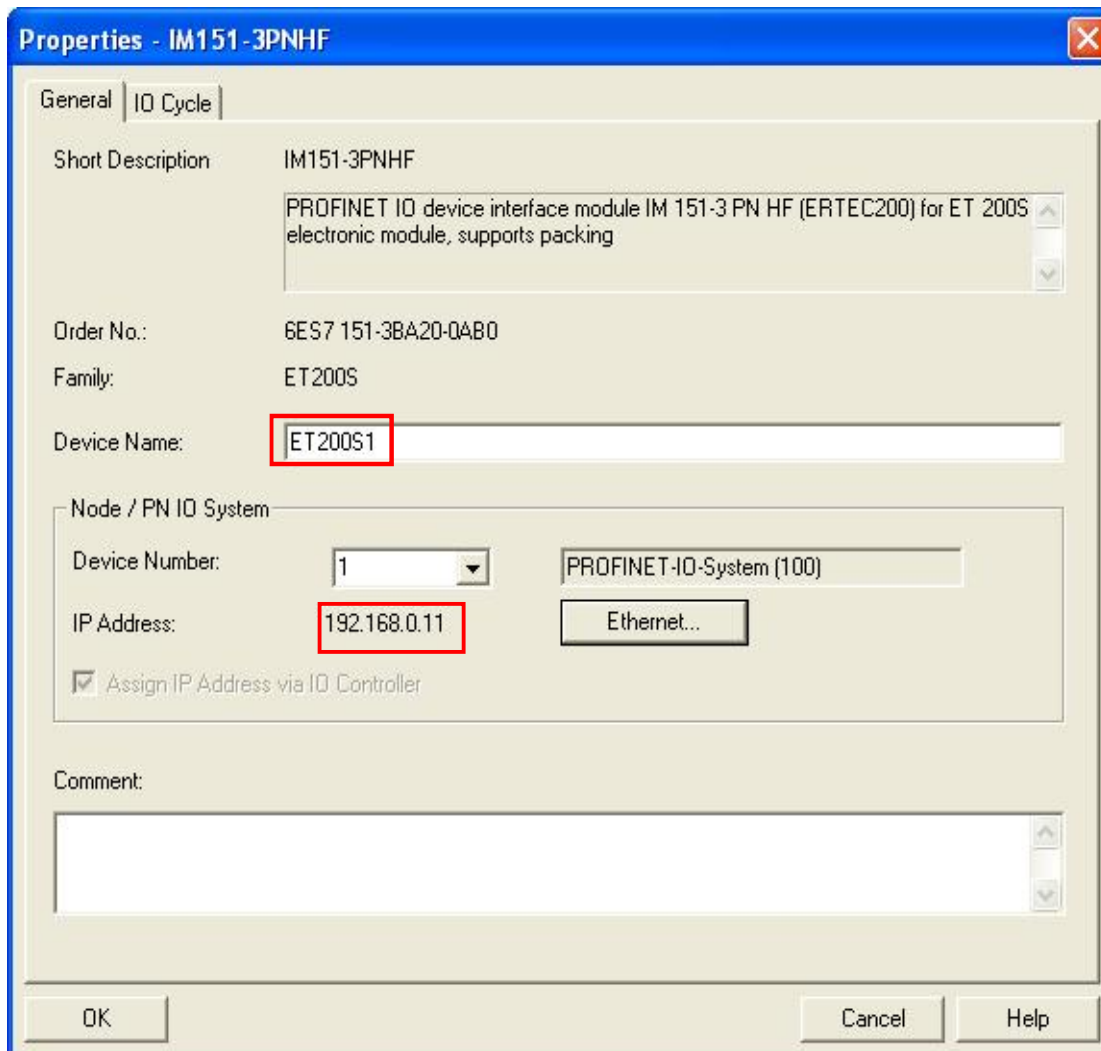 Properties - IM151-3PNHF
General
IO Cycle
Short Description IM151-3PNHF
PROFINET IO device interface module IM 151-3 PN HF (ERTEC200) for ET 200S
electronic module, supports packing
Order No.: 6ES7 151-3BA20-0AB0
Family: ET200S
Device Name: ET200S1
Node / PN IO System
Device Number: 1 PROFINET-IO-System (100)
IP Address: 192.168.0.11 Ethernet...
Assign IP Address via IO Controller
Comment:
OK Cancel Help